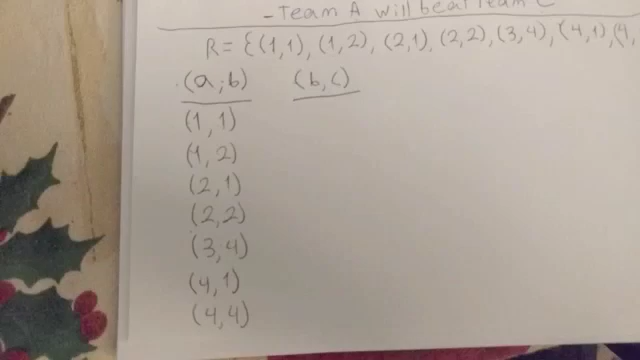 - Team A will beat Team C
R = {(1,1), (1,2), (2,1), (2,2), (3,4), (4,1), (4,
(a,b) (b,c)
(1,1)
(1,2)
(2,1)
(2,2)
(3,4)
(4,1)
(4,4)